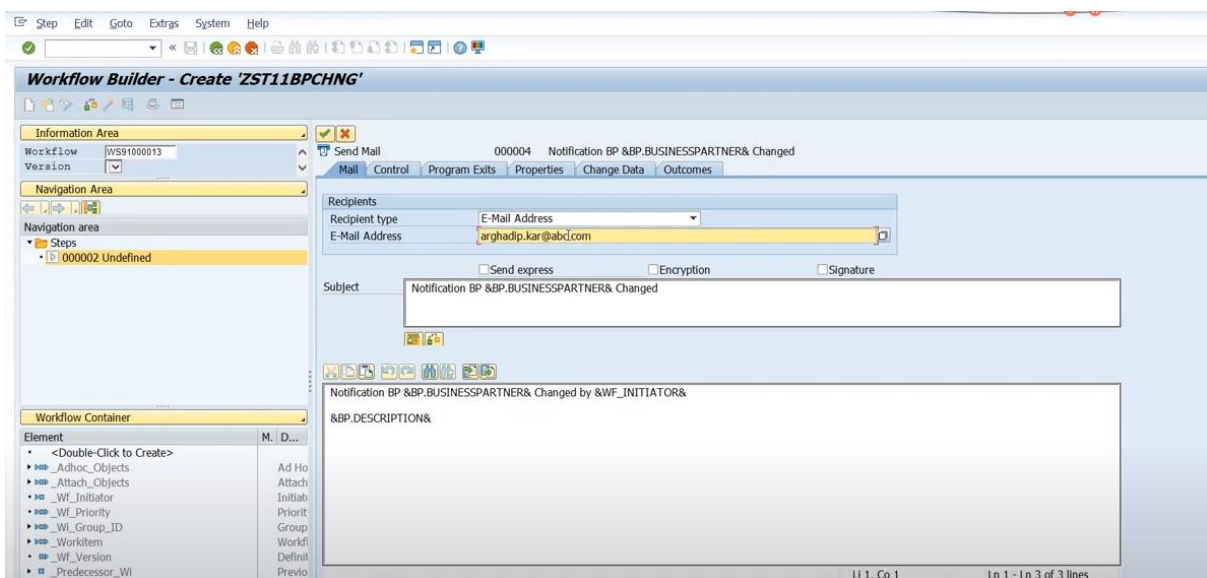 Step Edit Goto Extras System Help
Workflow Builder - Create 'ZST11BPCHNG'
Information Area
Workflow WS91000013
Version
Navigation Area
Navigation area
Steps
000002 Undefined
Workflow Container
Element M. D...
<Double-Click to Create>
_Adhoc_Objects Ad Ho
_Attach_Objects Attach
_Wf_Initiator Initiato
_Wf_Priority Priorit
_Wi_Group_ID Group
_Workitem Workfl
_Wf_Version Definit
_Predecessor_Wi Previo
Send Mail 000004 Notification BP &BP.BUSINESSPARTNER& Changed
Mail Control Program Exits Properties Change Data Outcomes
Recipients
Recipient type E-Mail Address
E-Mail Address arghadip.kar@abc.com
Send express Encryption Signature
Subject Notification BP &BP.BUSINESSPARTNER& Changed
Notification BP &BP.BUSINESSPARTNER& Changed by &WF_INITIATOR&
&BP.DESCRIPTION&
Li 1, Co 1 Ln 1 - Ln 3 of 3 lines